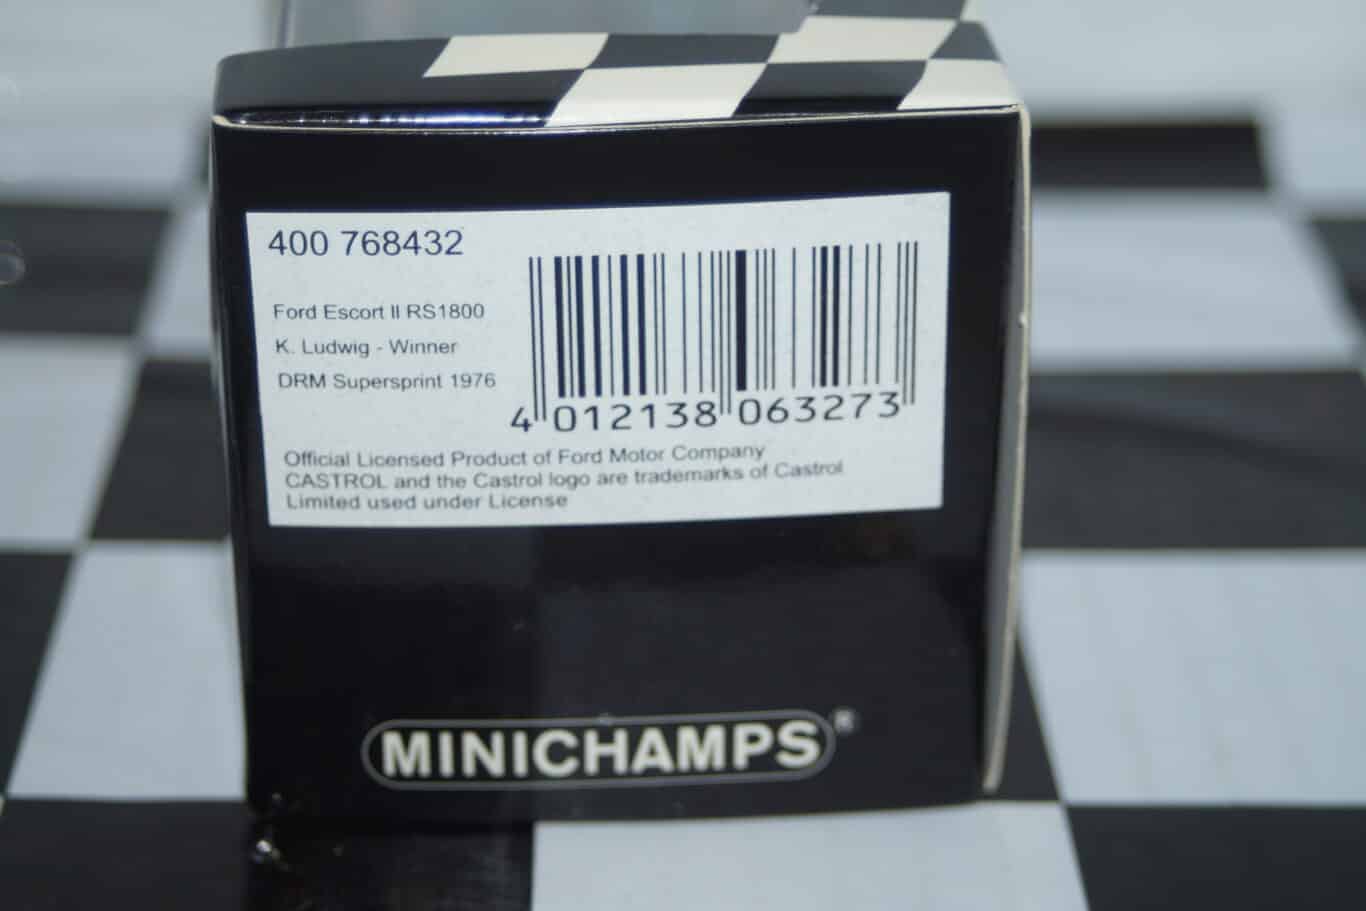 400 768432
Ford Escort II RS1800
K. Ludwig - Winner
DRM Supersprint 1976
4 012138 063273
Official Licensed Product of Ford Motor Company
CASTROL and the Castrol logo are trademarks of Castrol
Limited used under License
MINICHAMPS®